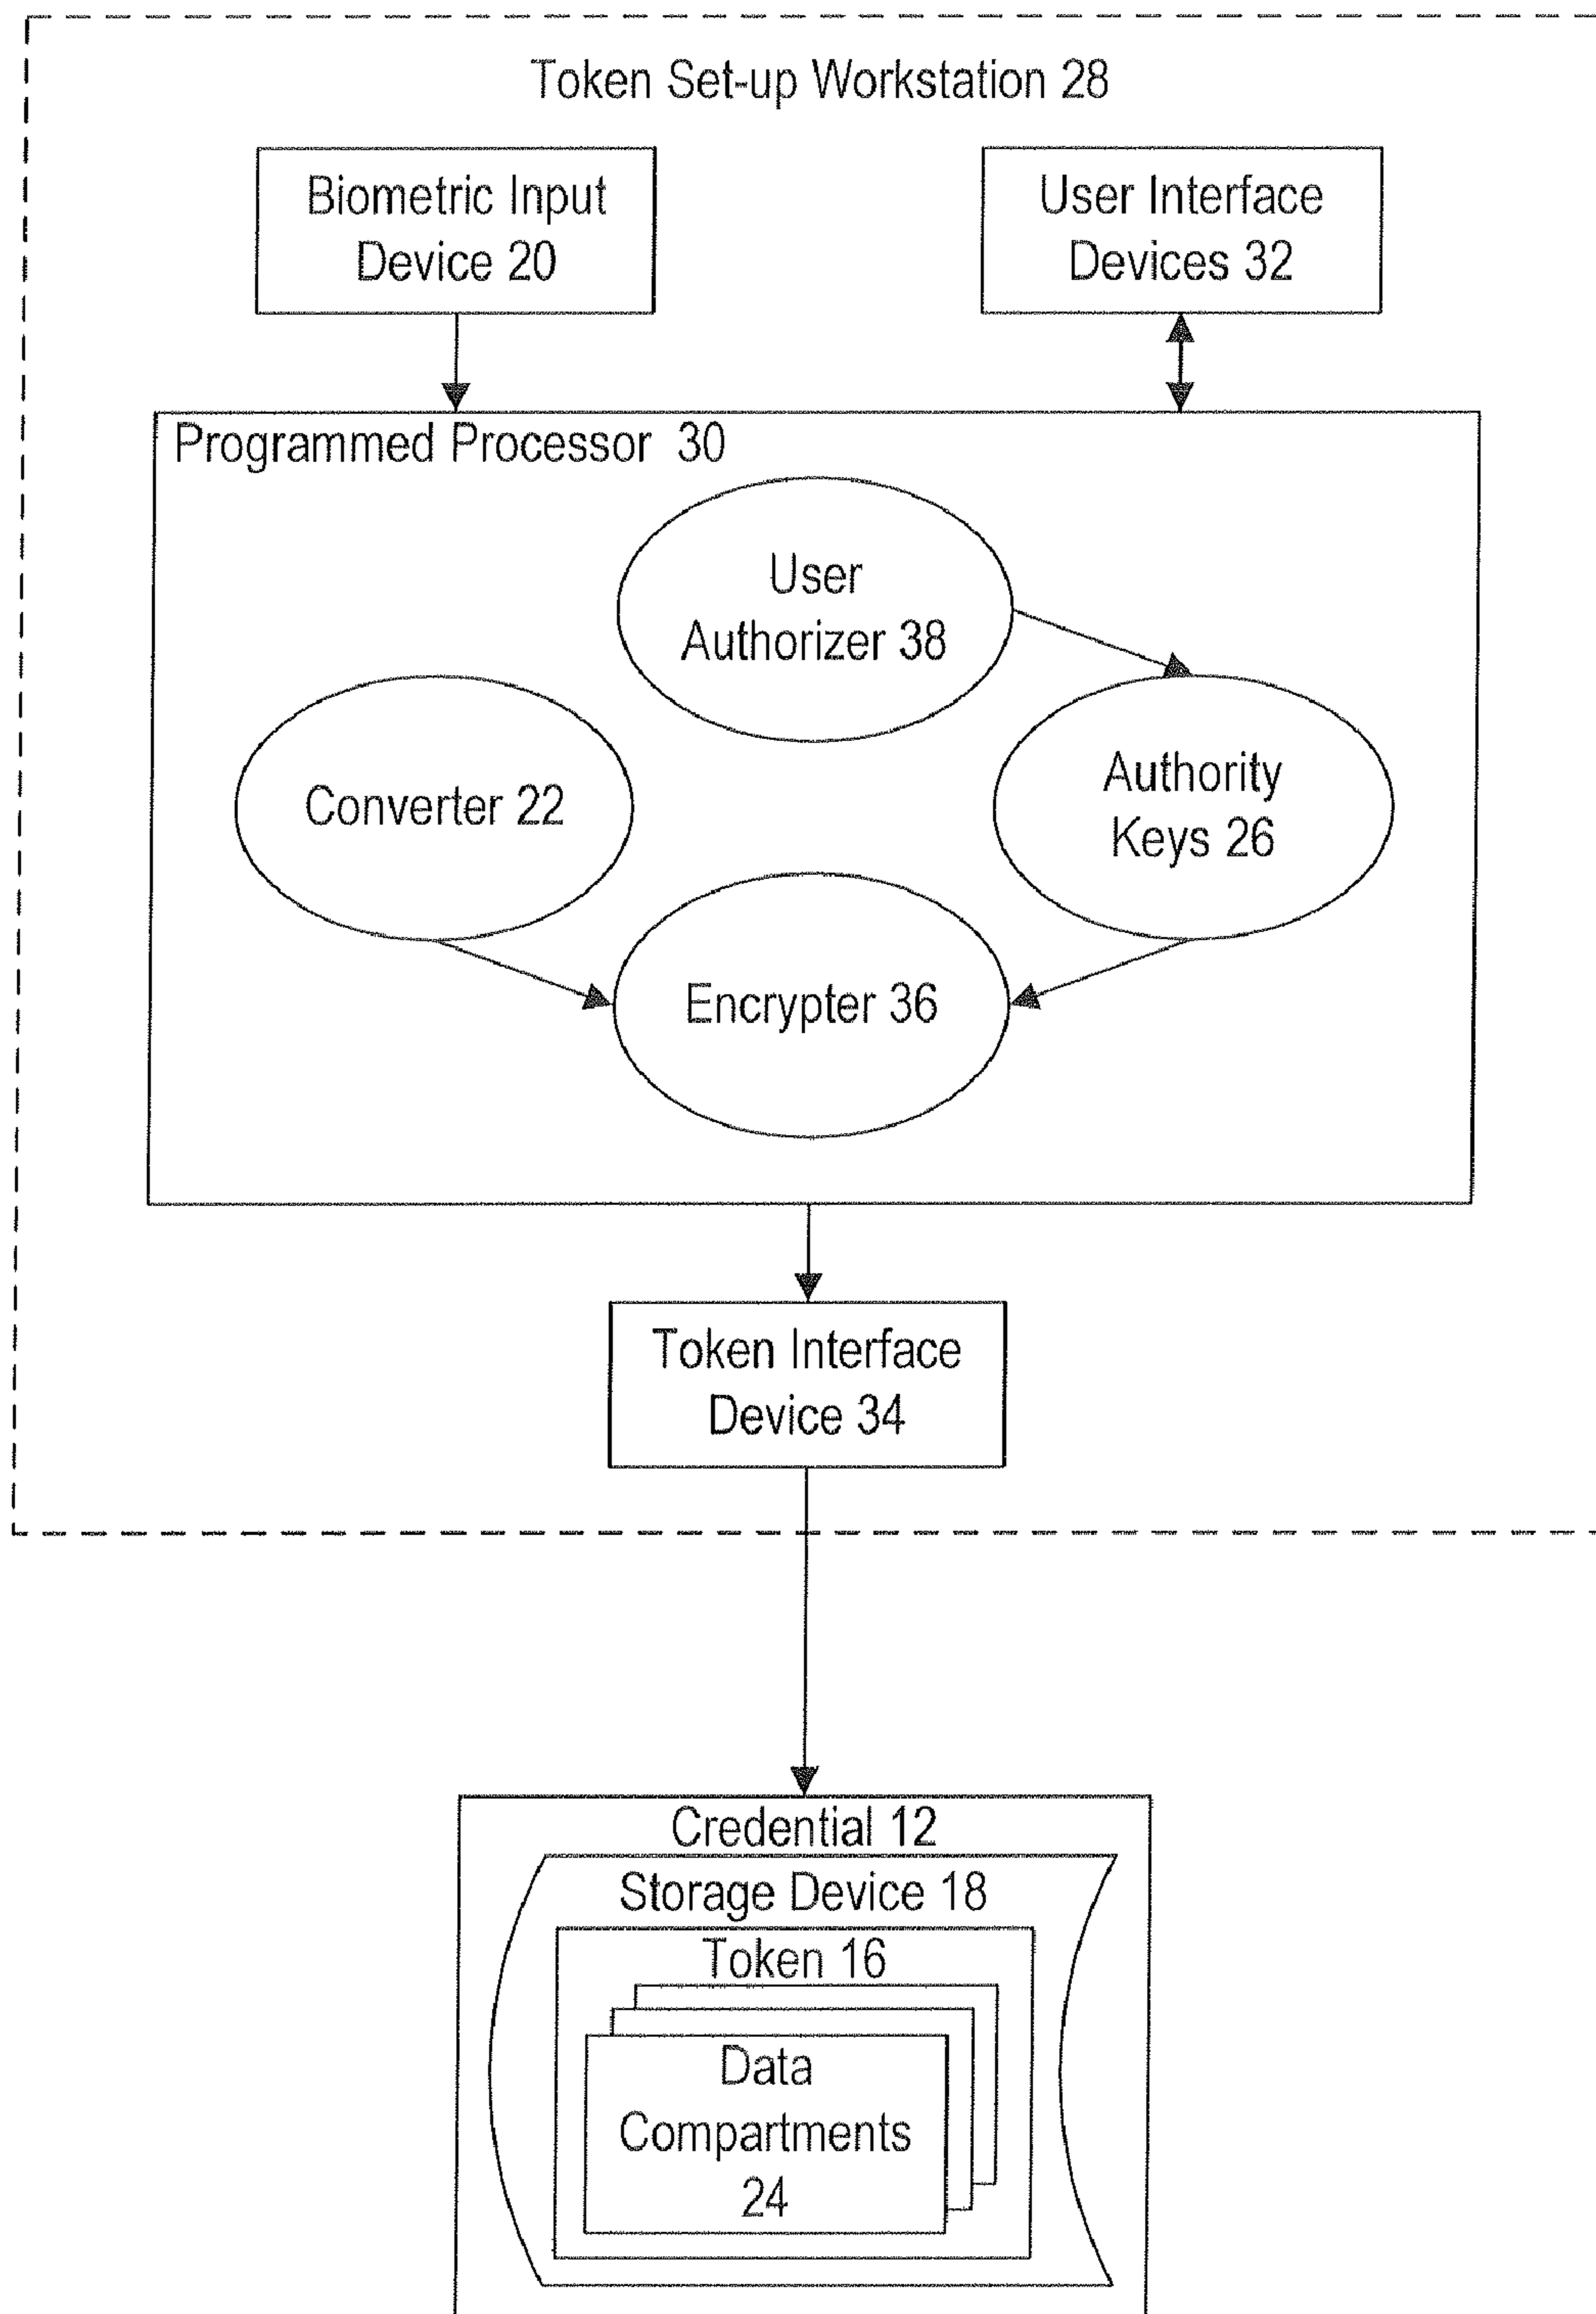 Token Set-up Workstation 28
Biometric Input
Device 20
User Interface
Devices 32
Programmed Processor 30
User
Authorizer 38
Converter 22
Authority
Keys 26
Encrypter 36
Token Interface
Device 34
Credential 12
Storage Device 18
Token 16
Data
Compartments
24